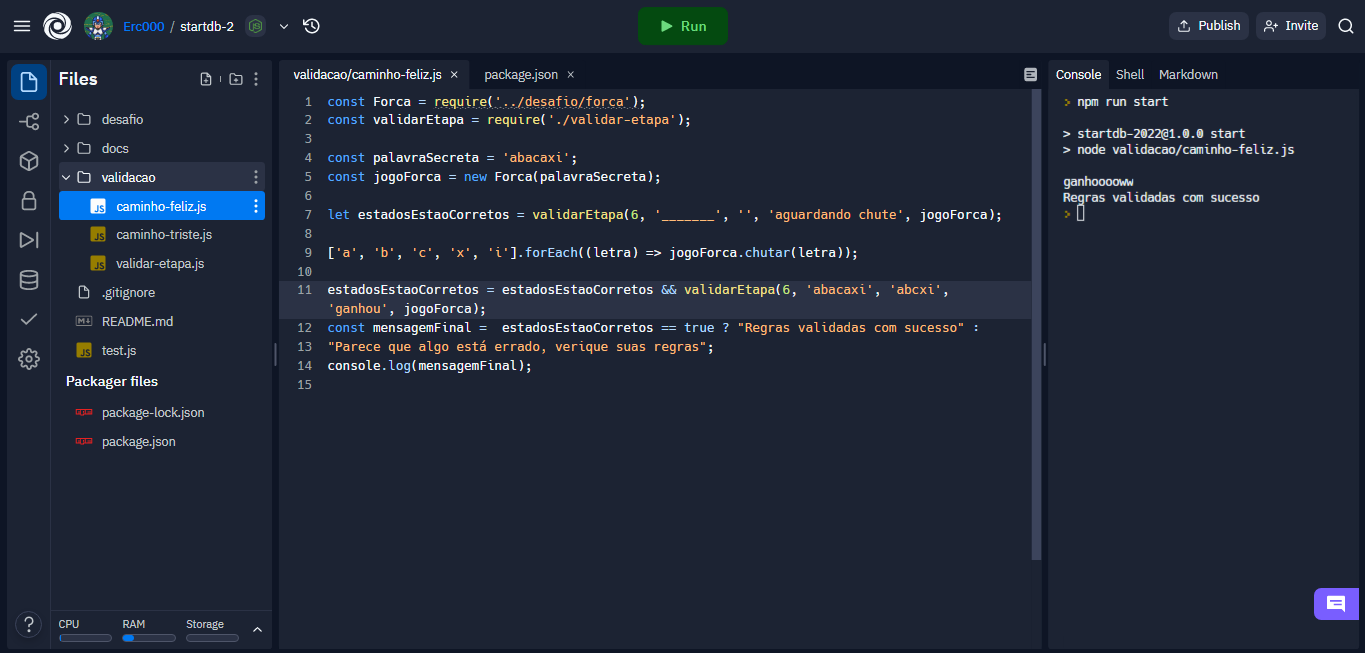 Erc000 / startdb-2
Run
Publish
Invite
Files
desafio
docs
validacao
caminho-feliz.js
caminho-triste.js
validar-etapa.js
.gitignore
README.md
test.js
Packager files
package-lock.json
package.json
CPU RAM Storage
validacao/caminho-feliz.js × package.json ×
1 const Forca = require('../desafio/forca');
2 const validarEtapa = require('./validar-etapa');
3
4 const palavraSecreta = 'abacaxi';
5 const jogoForca = new Forca(palavraSecreta);
6
7 let estadosEstaoCorretos = validarEtapa(6, '_______', '', 'aguardando chute', jogoForca);
8
9 ['a', 'b', 'c', 'x', 'i'].forEach((letra) => jogoForca.chutar(letra));
10
11 estadosEstaoCorretos = estadosEstaoCorretos && validarEtapa(6, 'abacaxi', 'abcxi',
'ganhou', jogoForca);
12 const mensagemFinal =  estadosEstaoCorretos == true ? "Regras validadas com sucesso" :
13 "Parece que algo está errado, verique suas regras";
14 console.log(mensagemFinal);
15
Console Shell Markdown
> npm run start
> startdb-2022@1.0.0 start
> node validacao/caminho-feliz.js
ganhooooww
Regras validadas com sucesso
>